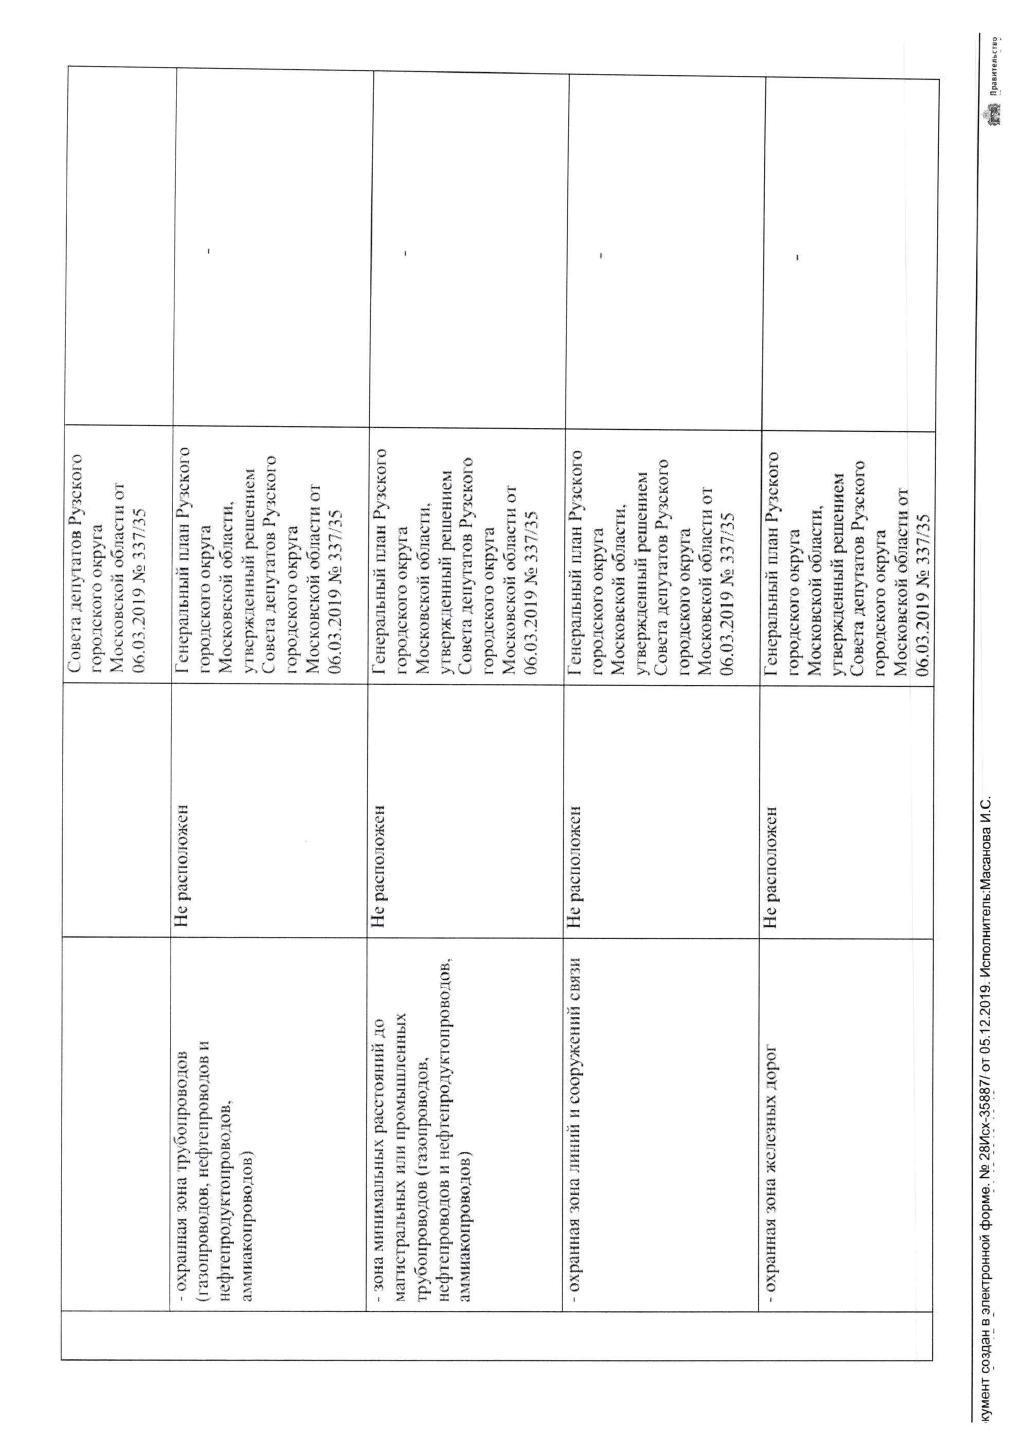 Совета депутатов Рузского
городского округа
Московской области от
06.03.2019 № 337/35
- охранная зона трубопроводов
(газопроводов, нефтепроводов и
нефтепродуктопроводов,
аммиакопроводов)
Не расположен
Генеральный план Рузского
городского округа
Московской области,
утвержденный решением
Совета депутатов Рузского
городского округа
Московской области от
06.03.2019 № 337/35
-
- зона минимальных расстояний до
магистральных или промышленных
трубопроводов (газопроводов,
нефтепроводов и нефтепродуктопроводов,
аммиакопроводов)
Не расположен
Генеральный план Рузского
городского округа
Московской области,
утвержденный решением
Совета депутатов Рузского
городского округа
Московской области от
06.03.2019 № 337/35
-
- охранная зона линий и сооружений связи
Не расположен
Генеральный план Рузского
городского округа
Московской области,
утвержденный решением
Совета депутатов Рузского
городского округа
Московской области от
06.03.2019 № 337/35
-
- охранная зона железных дорог
Не расположен
Генеральный план Рузского
городского округа
Московской области,
утвержденный решением
Совета депутатов Рузского
городского округа
Московской области от
06.03.2019 № 337/35
-
кумент создан в электронной форме. № 28Исх-35887/ от 05.12.2019. Исполнитель:Масанова И.С.
Правительство